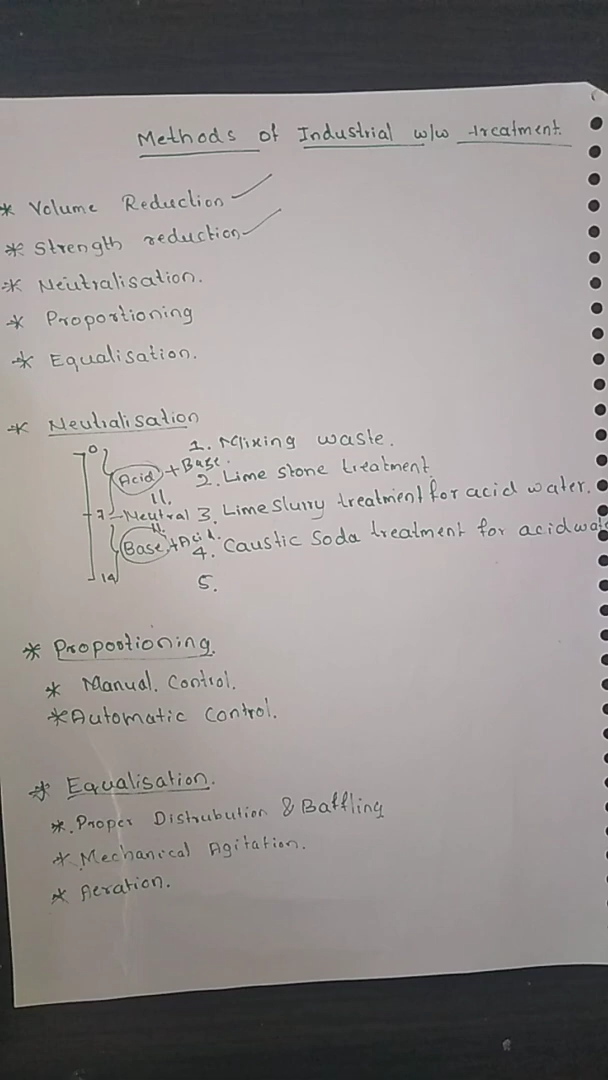 Methods of Industrial w/w treatment.
* Volume Reduction
* Strength reduction
* Neutralisation.
* Proportioning
* Equalisation.
* Neutralisation
1. Mixing waste.
0
Acid + Base.
2. Lime stone treatment.
7 Neutral
3. Lime slurry treatment for acid water.
Base + Acid.
4. Caustic Soda treatment for acid
14
5.
* Propootioning.
* Manual. Control.
* Automatic Control.
* Equalisation.
*. Proper Distrubution & Baffling
* Mechanical Agitation.
* Aeration.